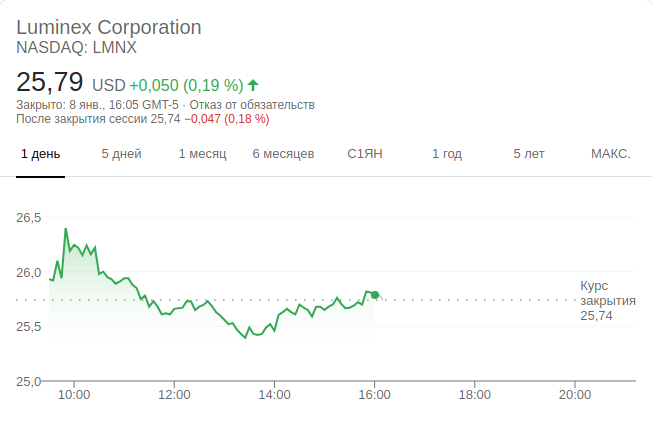 Luminex Corporation
NASDAQ: LMNX
25,79 USD +0,050 (0,19 %)
Закрыто: 8 янв., 16:05 GMT-5 · Отказ от обязательств
После закрытия сессии 25,74 −0,047 (0,18 %)
1 день 5 дней 1 месяц 6 месяцев С1ЯН 1 год 5 лет МАКС.
26,5
26,0
Курс
закрытия
25,74
25,5
25,0
10:00 12:00 14:00 16:00 18:00 20:00